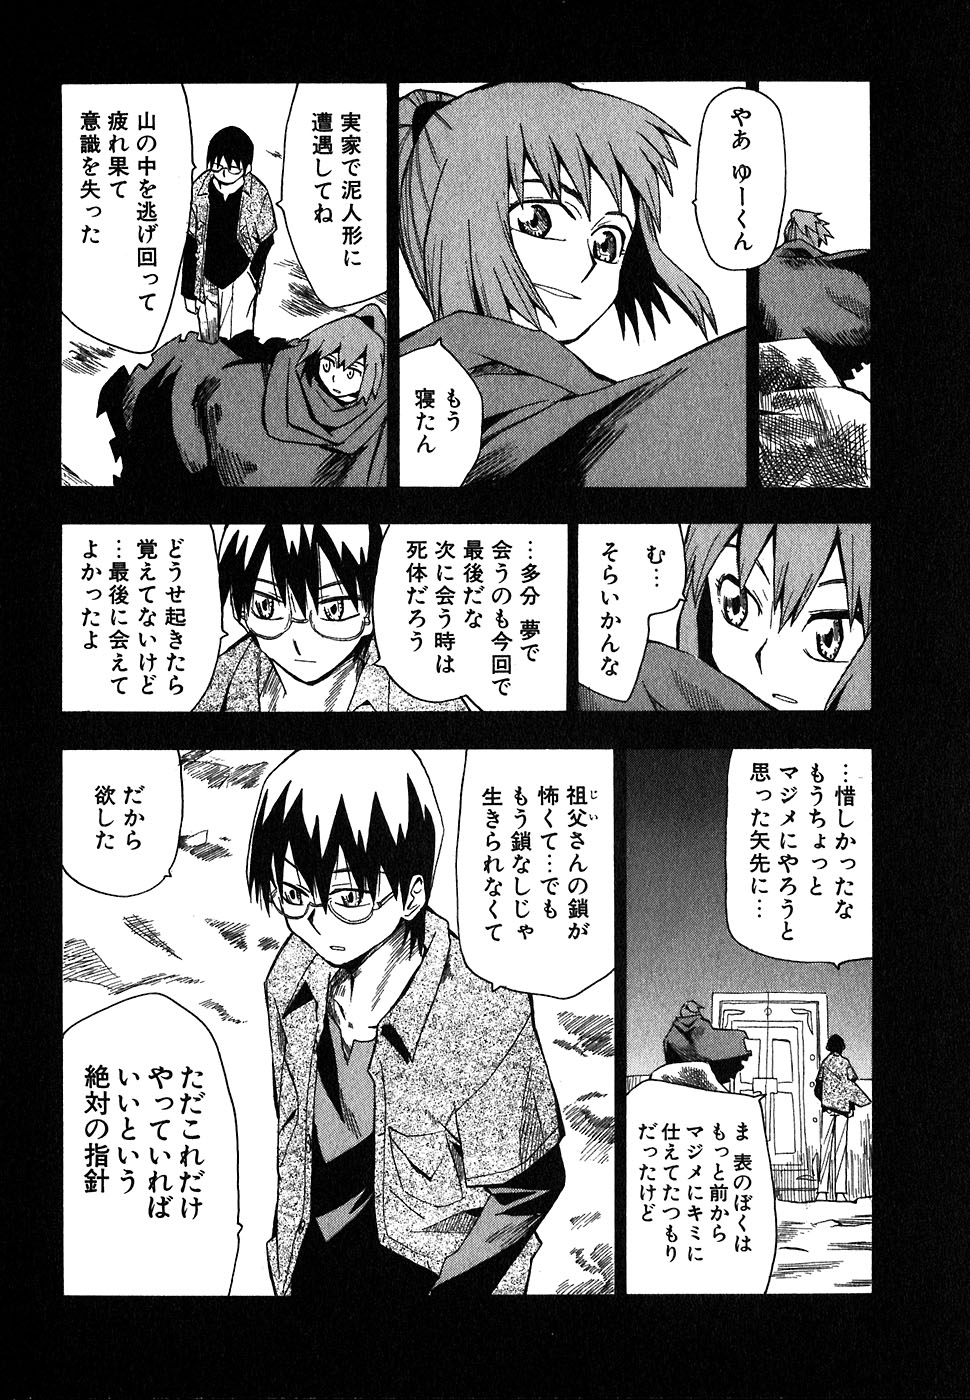 やあ ゆーくん
もう
寝たん
実家で泥人形に
遭遇してね
山の中を逃げ回って
疲れ果て
意識を失った
む…
そらいかんな
…多分 夢で
会うのも今回で
最後だな
次に会う時は
死体だろう
どうせ起きたら
覚えてないけど
…最後に会えて
よかったよ
…惜しかったな
もうちょっと
マジメにやろうと
思った矢先に…
ま 表のぼくは
もっと前から
マジメにキミに
仕えてたつもり
だったけど
祖父さんの鎖が
じい
怖くて…でも
もう鎖なしじゃ
生きられなくて
だから
欲した
ただこれだけ
やっていれば
いいという
絶対の指針